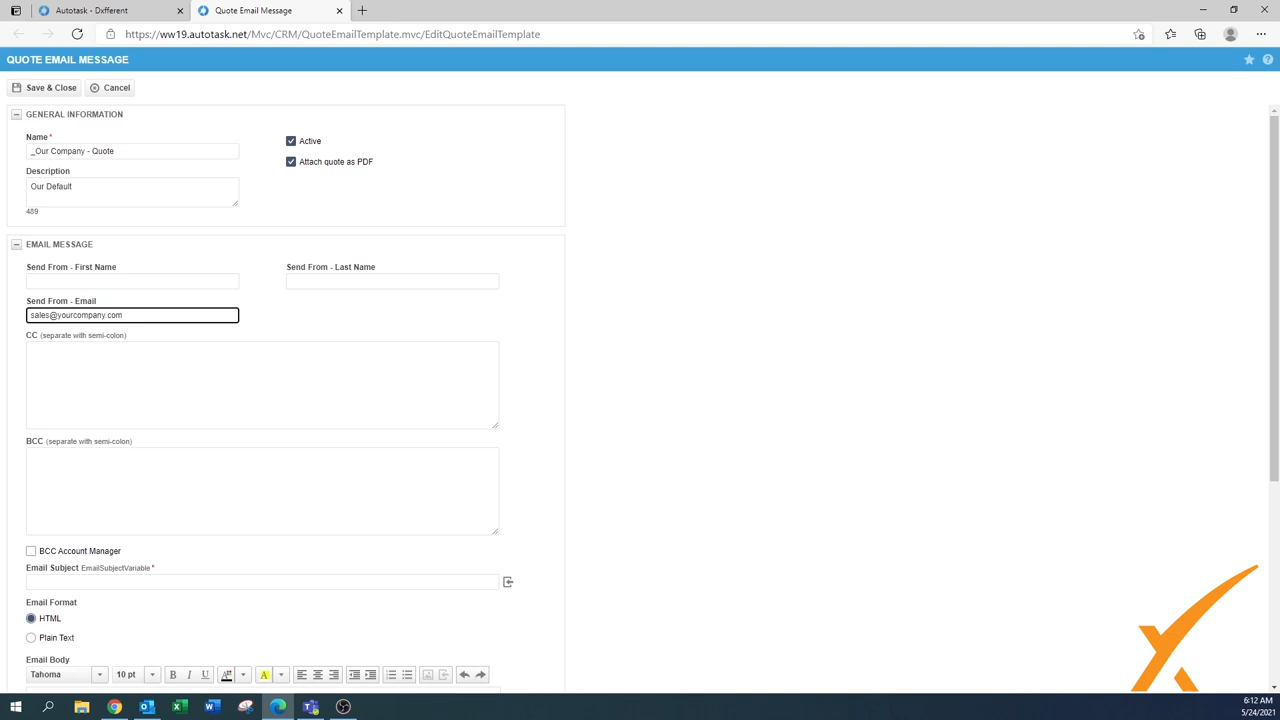 Autotask - Dxfferent
Quote Email Message
https://ww19.autotask.net/Mvc/CRM/QuoteEmailTemplate.mvc/EditQuoteEmailTemplate
QUOTE EMAIL MESSAGE
Save & Close
Cancel
GENERAL INFORMATION
Name*
_Our Company - Quote
Active
Attach quote as PDF
Description
Our Default
489
EMAIL MESSAGE
Send From - First Name
Send From - Last Name
Send From - Email
sales@yourcompany.com
CC (separate with semi-colon)
BCC (separate with semi-colon)
BCC Account Manager
Email Subject EmailSubjectVariable*
Email Format
HTML
Plain Text
Email Body
Tahoma
10 pt
B I U A A
6:12 AM
5/24/2021